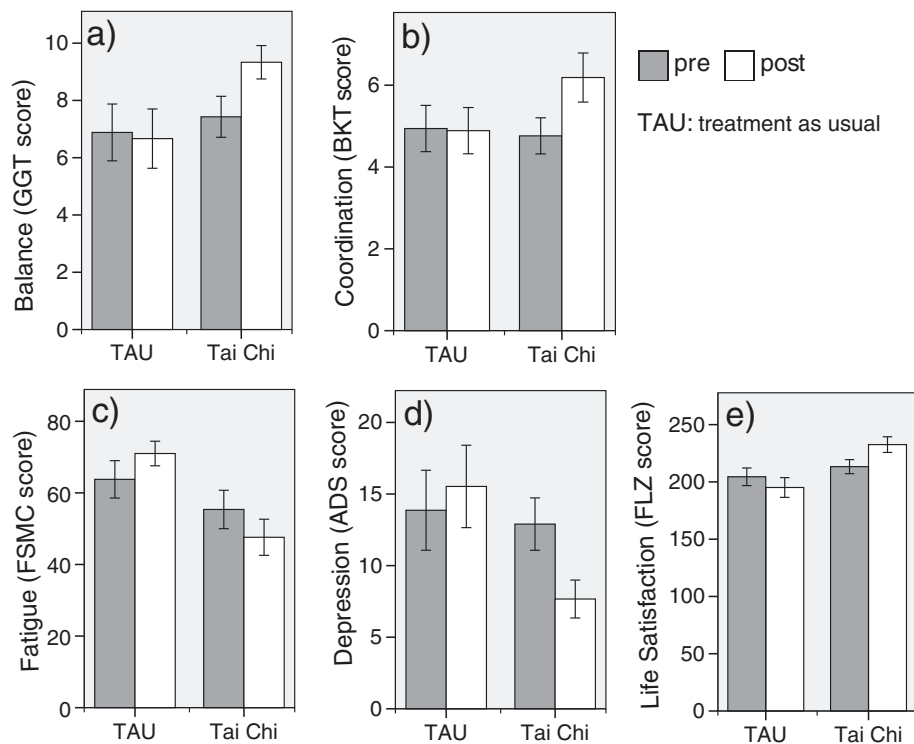 a)
Balance (GGT score)
10
8
6
4
2
0
TAU Tai Chi
b)
Coordination (BKT score)
6
4
2
0
TAU Tai Chi
pre post
TAU: treatment as usual
c)
Fatigue (FSMC score)
80
60
40
20
0
TAU Tai Chi
d)
Depression (ADS score)
20
15
10
5
0
TAU Tai Chi
e)
Life Satisfaction (FLZ score)
250
200
150
100
50
0
TAU Tai Chi